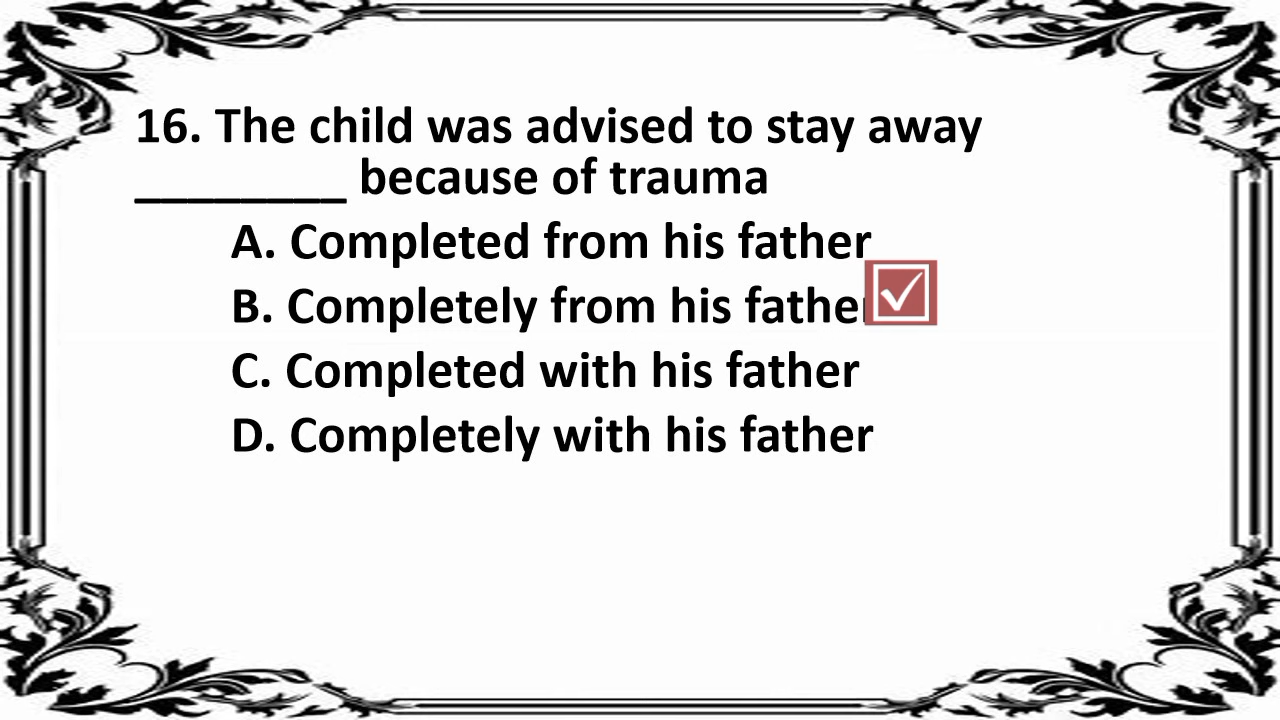 16. The child was advised to stay away
________ because of trauma
A. Completed from his father
B. Completely from his father
C. Completed with his father
D. Completely with his father